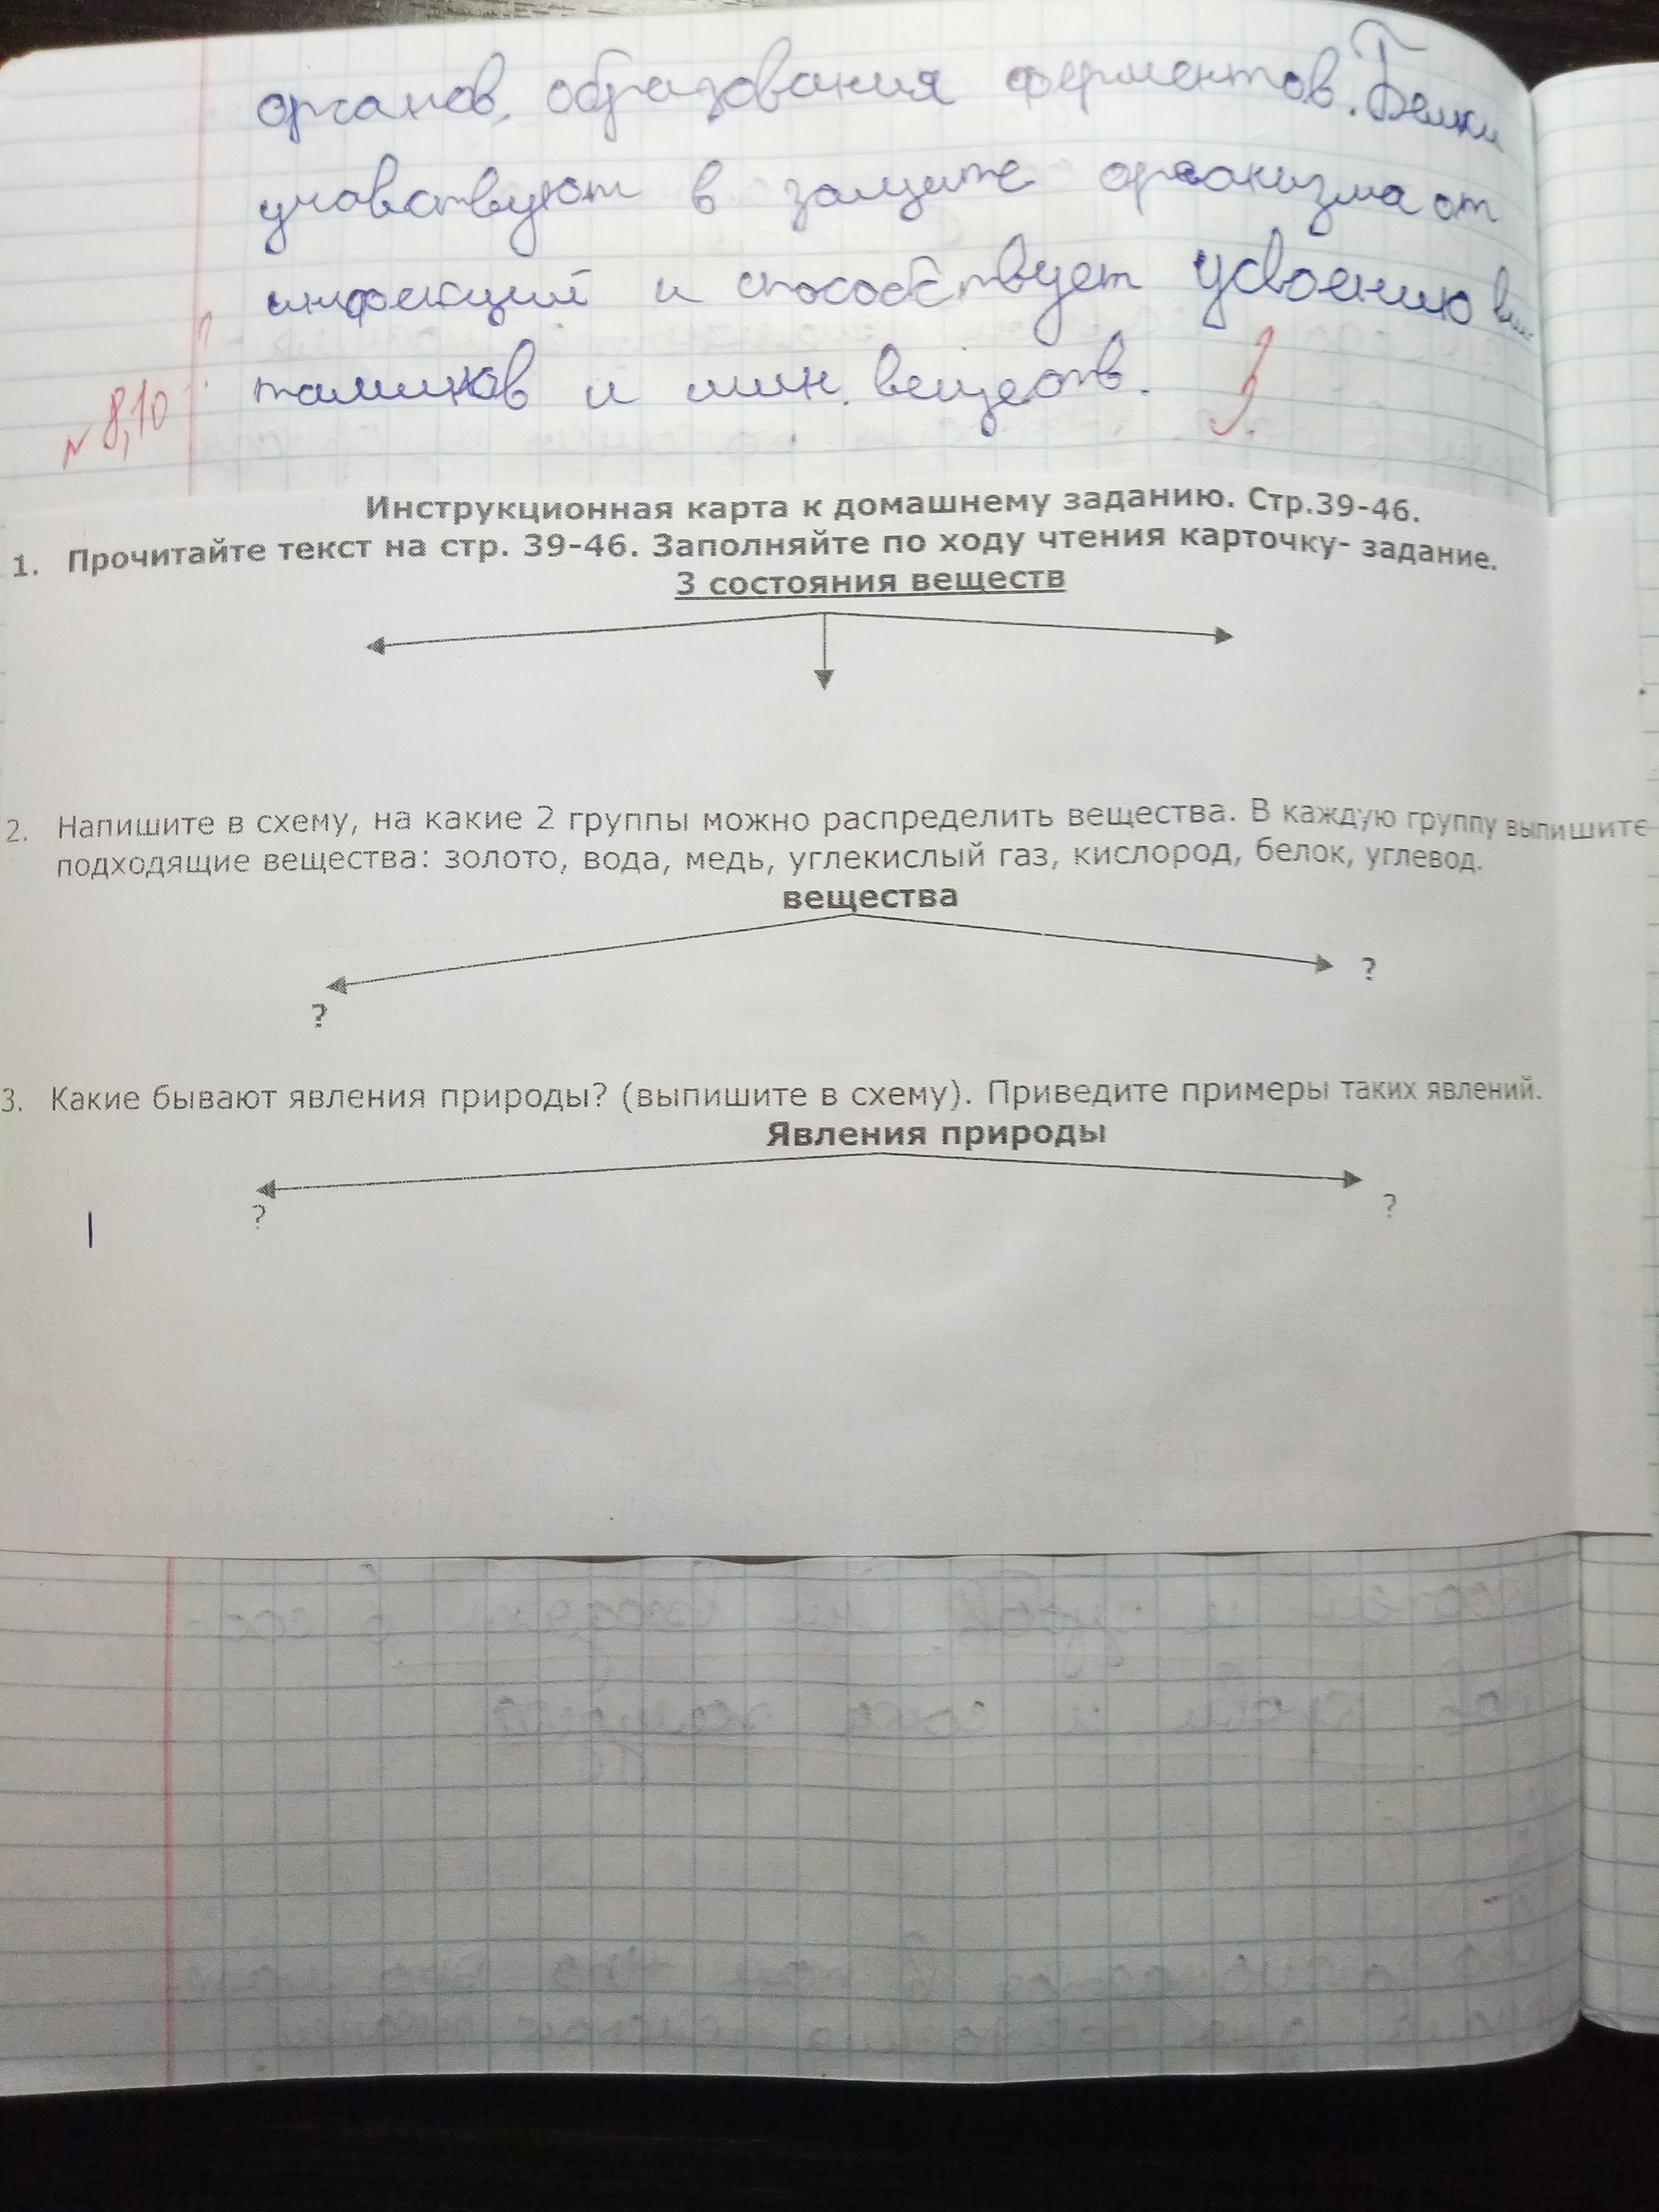 органов, образования ферментов. Белки
учавствуют в защите организма от
инфекций и способствует усвоению ви-
таминов и мин. веществ.
№ 8,10
Инструкционная карта к домашнему заданию. Стр.39-46.
1. Прочитайте текст на стр. 39-46. Заполняйте по ходу чтения карточку- задание.
3 состояния веществ
2. Напишите в схему, на какие 2 группы можно распределить вещества. В каждую группу выпишите
подходящие вещества: золото, вода, медь, углекислый газ, кислород, белок, углевод.
вещества
?
?
3. Какие бывают явления природы? (выпишите в схему). Приведите примеры таких явлений.
Явления природы
?
?